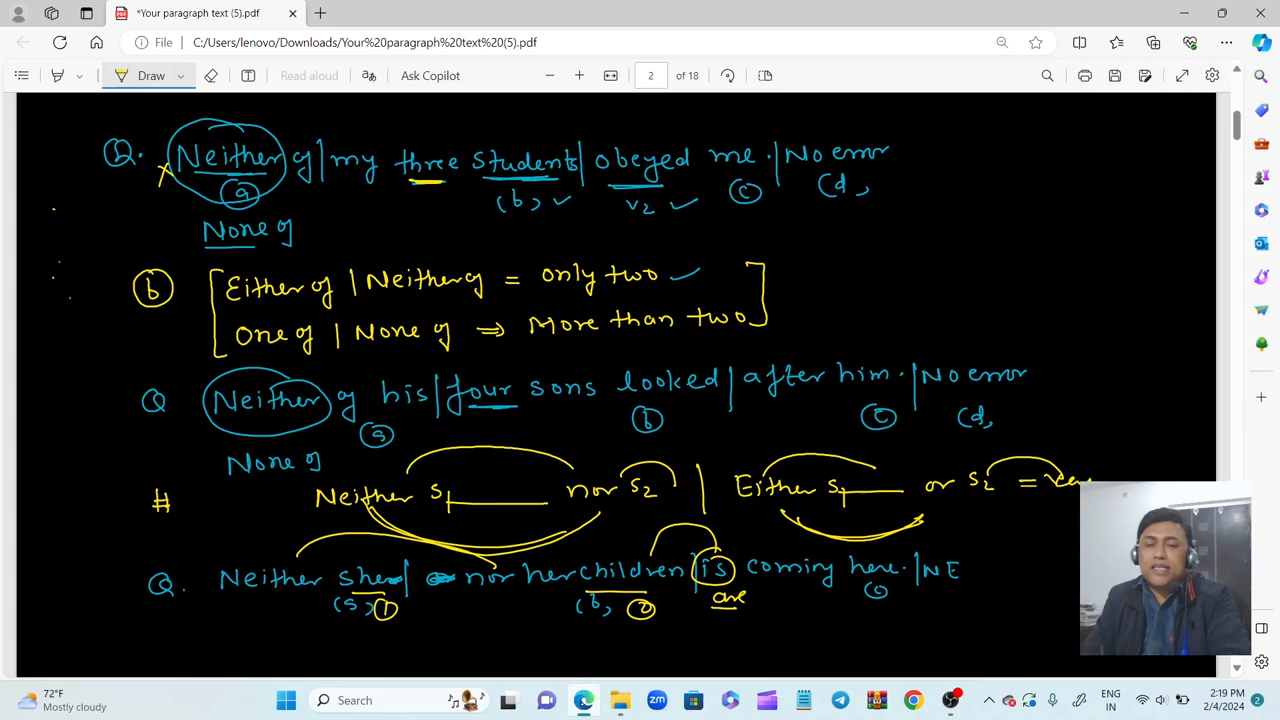 *Your paragraph text (5).pdf
C:/Users/lenovo/Downloads/Your%20paragraph%20text%20(5).pdf
Draw Read aloud Ask Copilot 2 of 18
Q. Neither of | my three students | obeyed me. | No error
(a) (b) ✓ V2 ✓ (c) (d)
None of
(b) [Either of | Neither of = only two ✓
One of | None of ⇒ More than two]
Q Neither of his | four sons looked | after him. | No error
(a) (b) (c) (d)
None of
# Neither S1 nor S2 | Either S1 or S2 =
Q. Neither she | nor her children | is coming here. | NE
(a) 1 (b) 2 are (c)
72°F
Mostly cloudy
Search
zm
ENG
IN
2:19 PM
2/4/2024